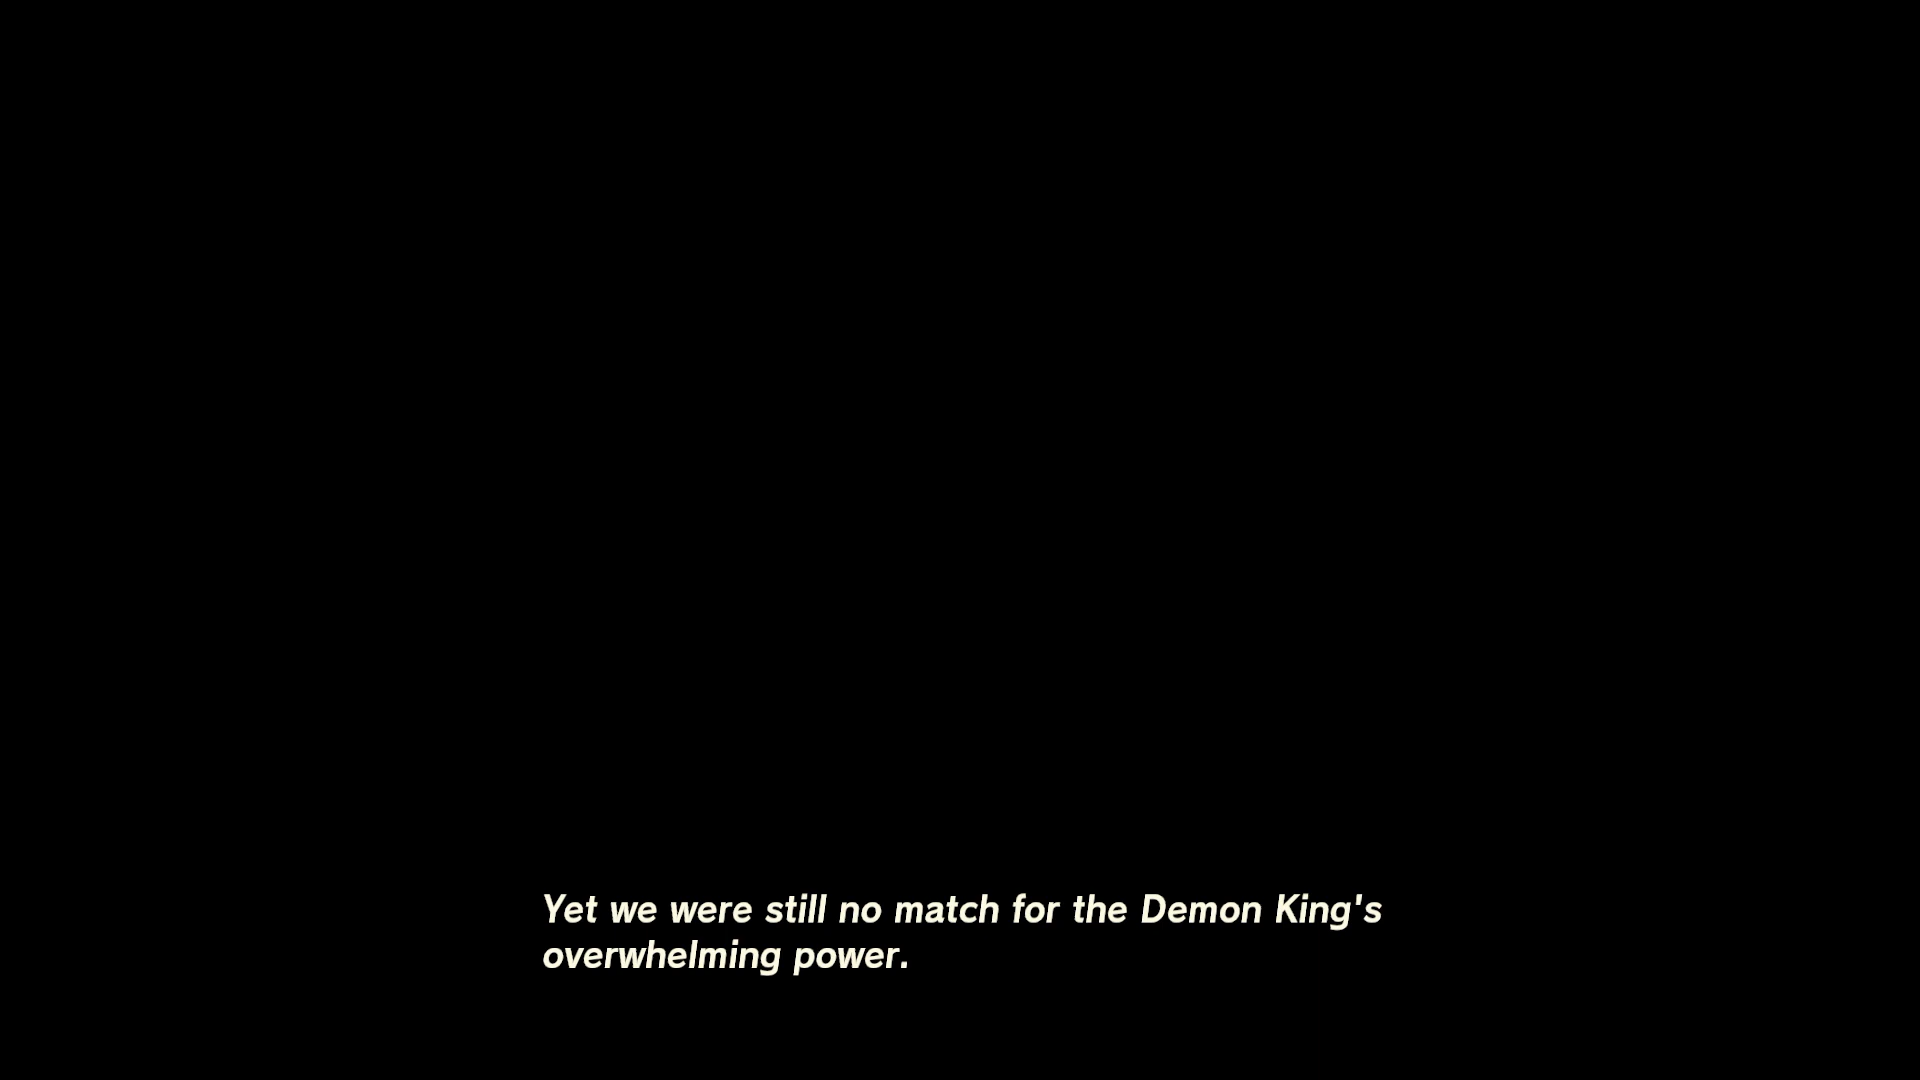 Yet we were still no match for the Demon King's
overwhelming power.